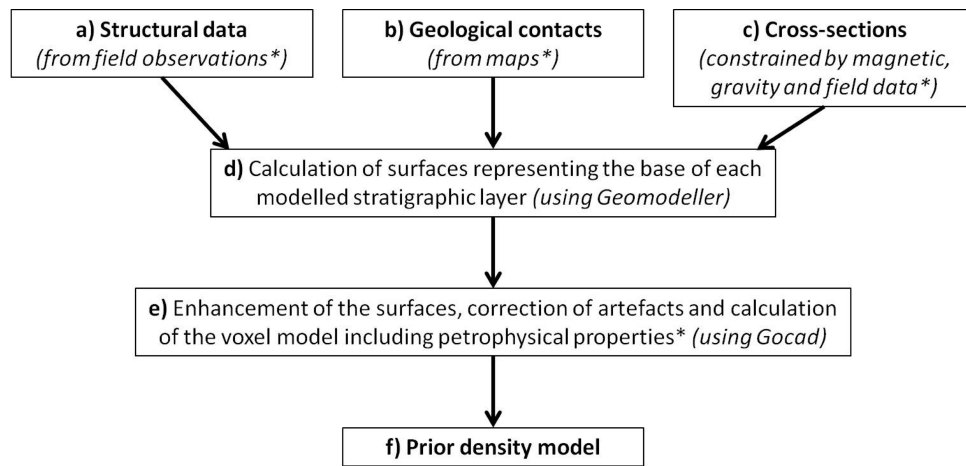 a) Structural data
(from field observations*)
b) Geological contacts
(from maps*)
c) Cross-sections
(constrained by magnetic,
gravity and field data*)
d) Calculation of surfaces representing the base of each
modelled stratigraphic layer (using Geomodeller)
e) Enhancement of the surfaces, correction of artefacts and calculation
of the voxel model including petrophysical properties* (using Gocad)
f) Prior density model